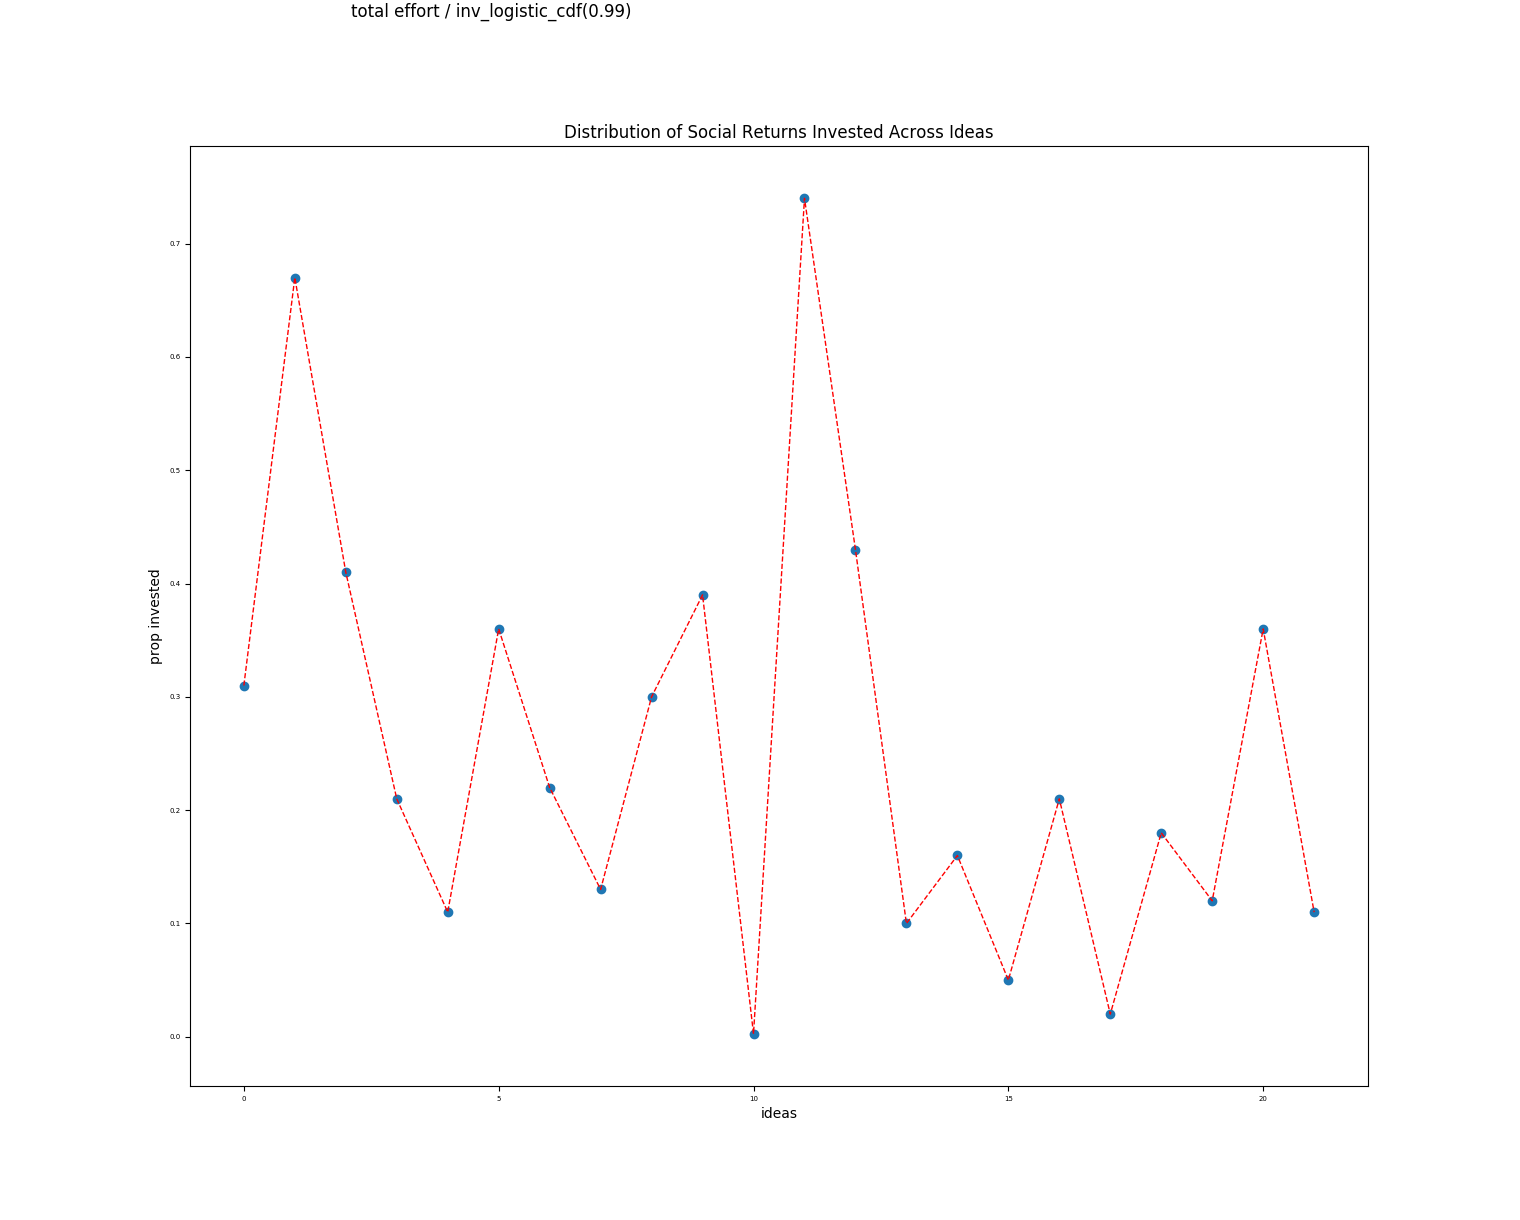 total effort / inv_logistic_cdf(0.99)
Distribution of Social Returns Invested Across Ideas
prop invested
0.7
0.6
0.5
0.4
0.3
0.2
0.1
0.0
0 5 10 15 20
ideas